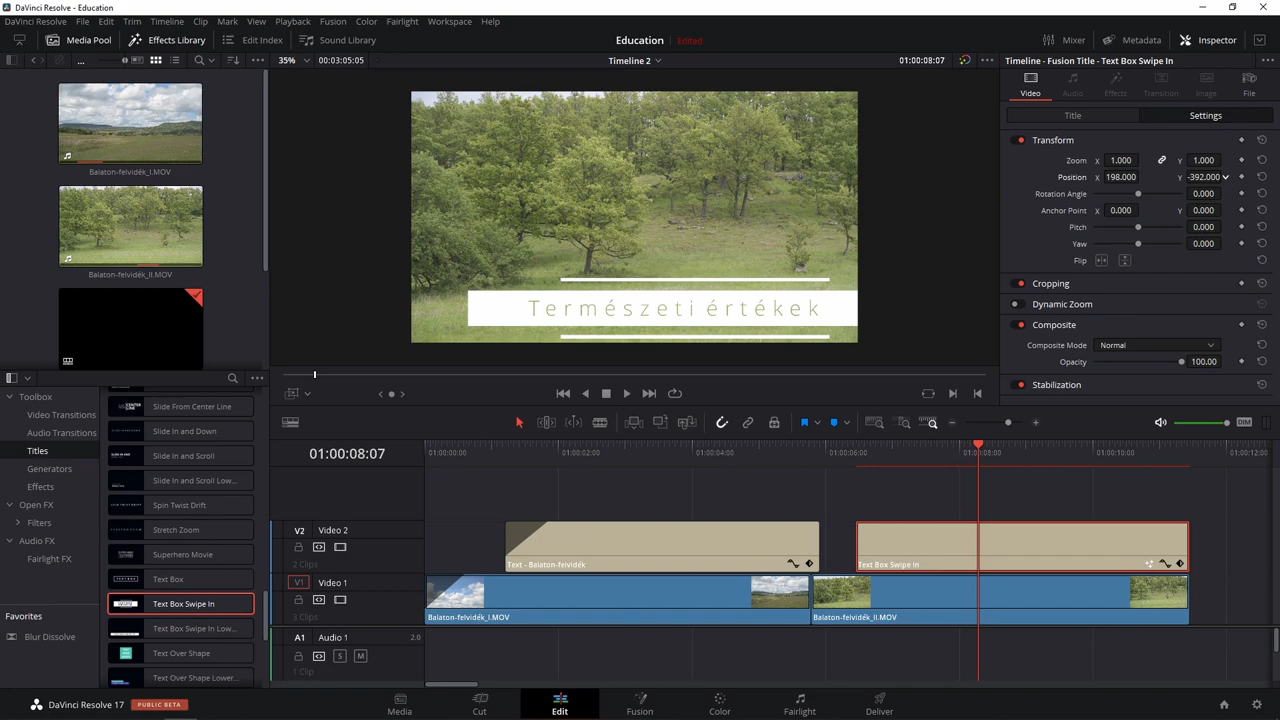 DaVinci Resolve - Education
DaVinci Resolve File Edit Trim Timeline Clip Mark View Playback Fusion Color Fairlight Workspace Help
Media Pool Effects Library Edit Index Sound Library Education Edited Mixer Metadata Inspector
... 35% 00:03:05:05 Timeline 2 01:00:08:07 Timeline - Fusion Title - Text Box Swipe In
Video Audio Effects Transition Image File
Title Settings
Balaton-felvidék_I.MOV
Balaton-felvidék_II.MOV
Természeti értékek
Transform
Zoom X 1.000 Y 1.000
Position X 198.000 Y -392.000
Rotation Angle 0.000
Anchor Point X 0.000 Y 0.000
Pitch 0.000
Yaw 0.000
Flip
Cropping
Dynamic Zoom
Composite
Composite Mode Normal
Opacity 100.00
Stabilization
Toolbox
Video Transitions
Audio Transitions
Titles
Generators
Effects
Open FX
Filters
Audio FX
Fairlight FX
Favorites
Blur Dissolve
Slide From Center Line
Slide In and Down
Slide In and Scroll
Slide In and Scroll Low...
Spin Twist Drift
Stretch Zoom
Superhero Movie
Text Box
Text Box Swipe In
Text Box Swipe In Low...
Text Over Shape
Text Over Shape Lower...
DIM
01:00:08:07
01:00:00:00 01:00:02:00 01:00:04:00 01:00:06:00 01:00:08:00 01:00:10:00 01:00:12:00
V2 Video 2
2 Clips
Text - Balaton-felvidék Text Box Swipe In
V1 Video 1
3 Clips
Balaton-felvidék_I.MOV Balaton-felvidék_II.MOV
A1 Audio 1 2.0
S M
1 Clip
DaVinci Resolve 17 PUBLIC BETA
Media Cut Edit Fusion Color Fairlight Deliver